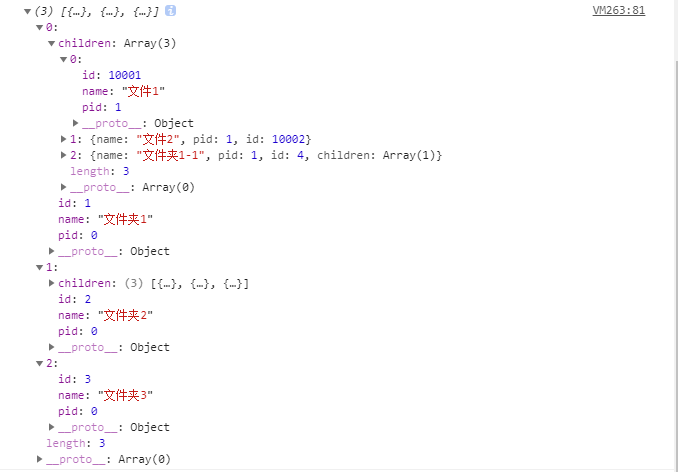 (3) [{…}, {…}, {…}] i VM263:81
0:
children: Array(3)
0:
id: 10001
name: "文件1"
pid: 1
__proto__: Object
1: {name: "文件2", pid: 1, id: 10002}
2: {name: "文件夹1-1", pid: 1, id: 4, children: Array(1)}
length: 3
__proto__: Array(0)
id: 1
name: "文件夹1"
pid: 0
__proto__: Object
1:
children: (3) [{…}, {…}, {…}]
id: 2
name: "文件夹2"
pid: 0
__proto__: Object
2:
id: 3
name: "文件夹3"
pid: 0
__proto__: Object
length: 3
__proto__: Array(0)